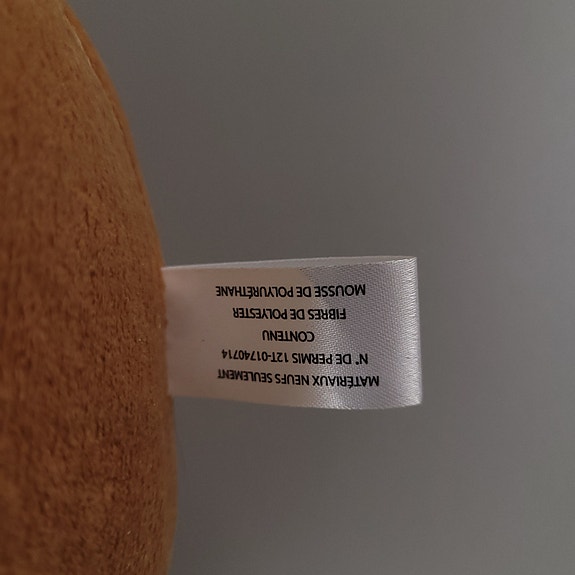 MATÉRIAUX NEUFS SEULEMENT
N° DE PERMIS 12T-01740714
CONTENU
FIBRES DE POLYESTER
MOUSSE DE POLYURÉTHANE